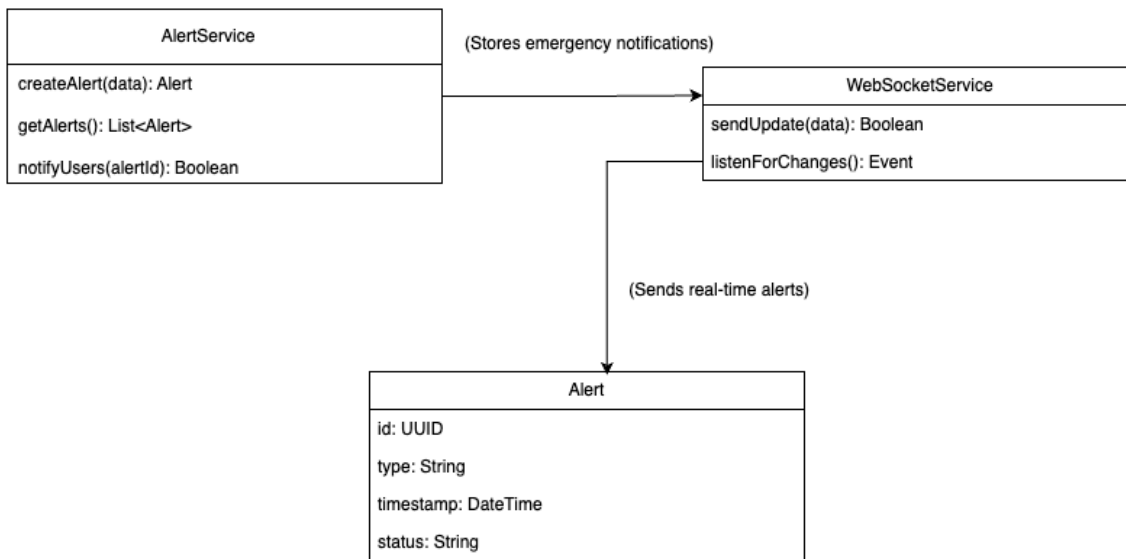 AlertService
createAlert(data): Alert
getAlerts(): List<Alert>
notifyUsers(alertId): Boolean
(Stores emergency notifications)
WebSocketService
sendUpdate(data): Boolean
listenForChanges(): Event
(Sends real-time alerts)
Alert
id: UUID
type: String
timestamp: DateTime
status: String